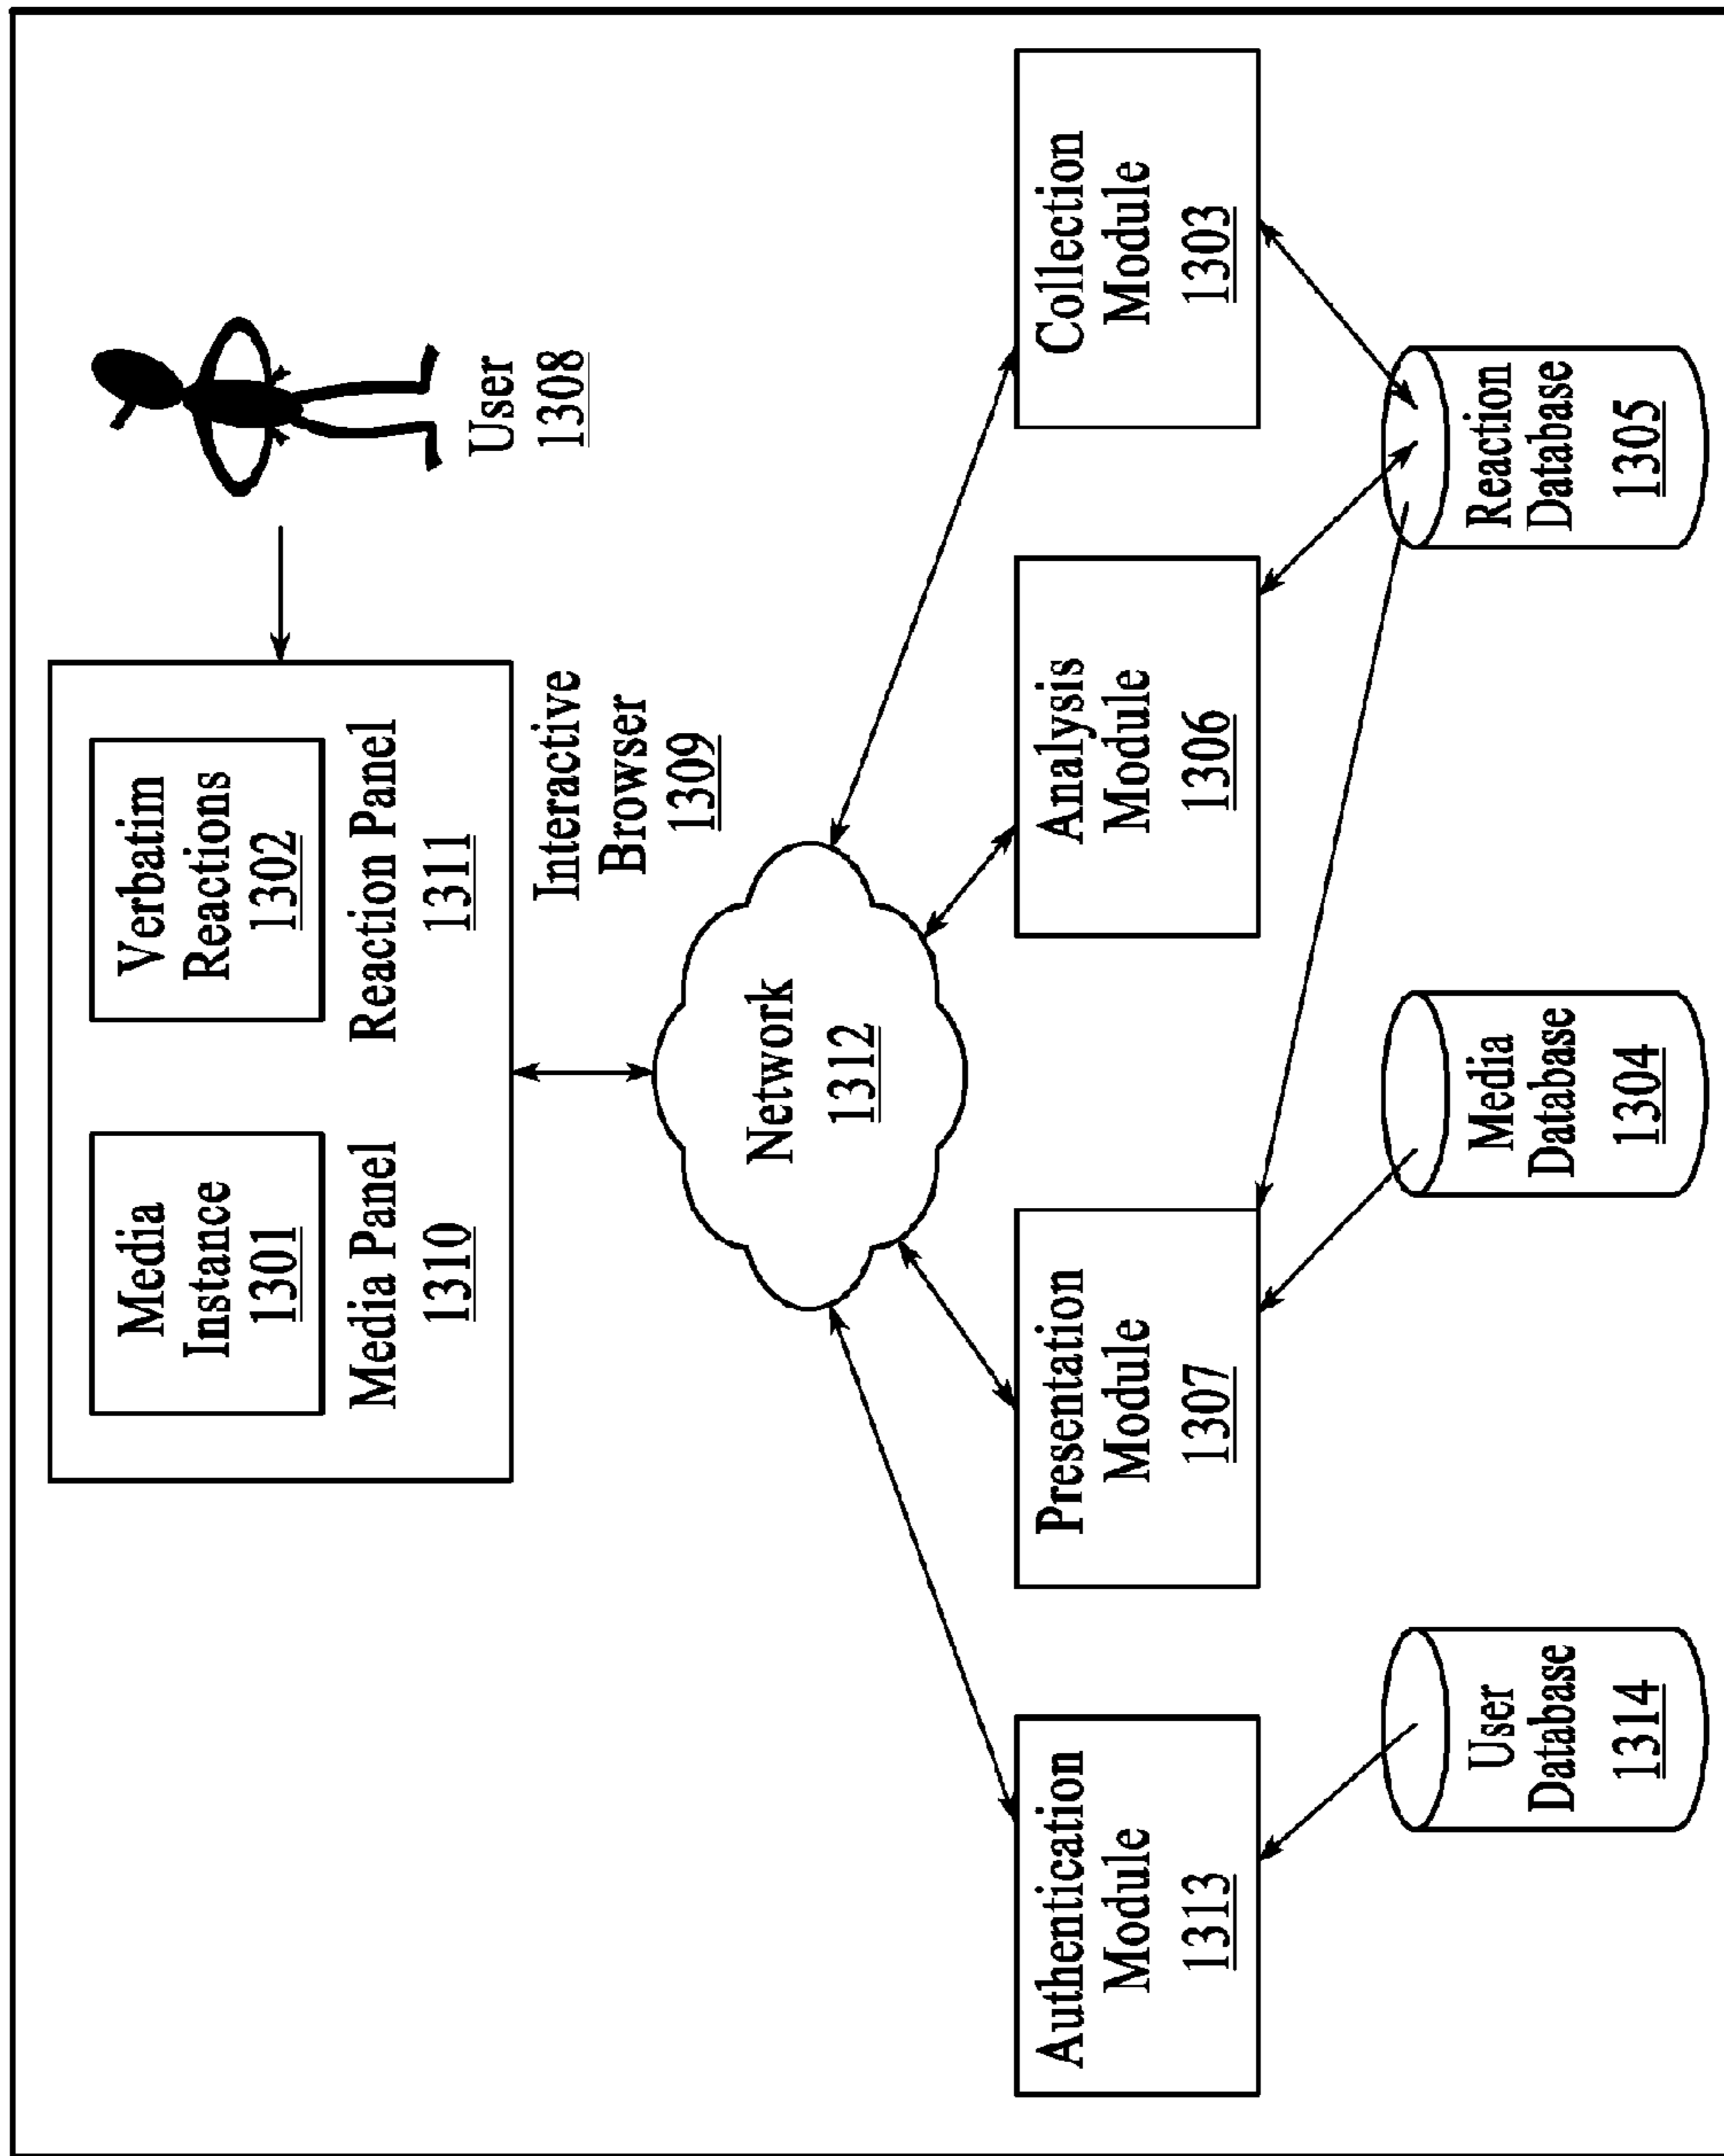 Media
Instance
1301
Media Panel
1310
Verbatim
Reactions
1302
Reaction Panel
1311
User
1308
Interactive
Browser
1309
Network
1312
Authentication
Module
1313
Presentation
Module
1307
Analysis
Module
1306
Collection
Module
1303
User
Database
1314
Media
Database
1304
Reaction
Database
1305